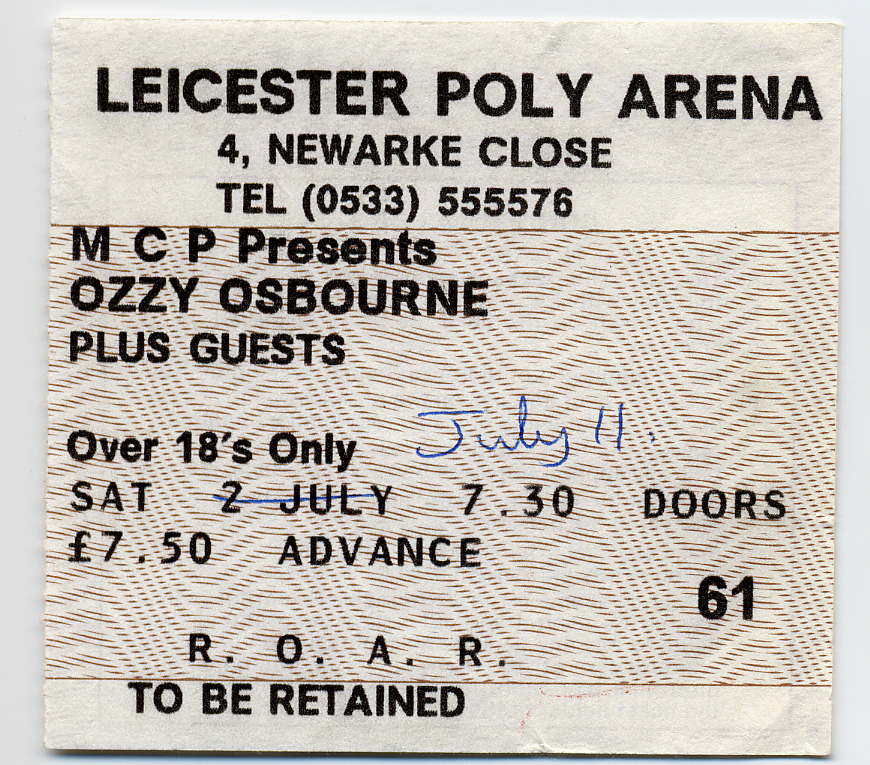 LEICESTER POLY ARENA
4, NEWARKE CLOSE
TEL (0533) 555576
M C P Presents
OZZY OSBOURNE
PLUS GUESTS
Over 18's Only July 11.
SAT 2 JULY 7.30 DOORS
£7.50 ADVANCE
61
R. O. A. R.
TO BE RETAINED